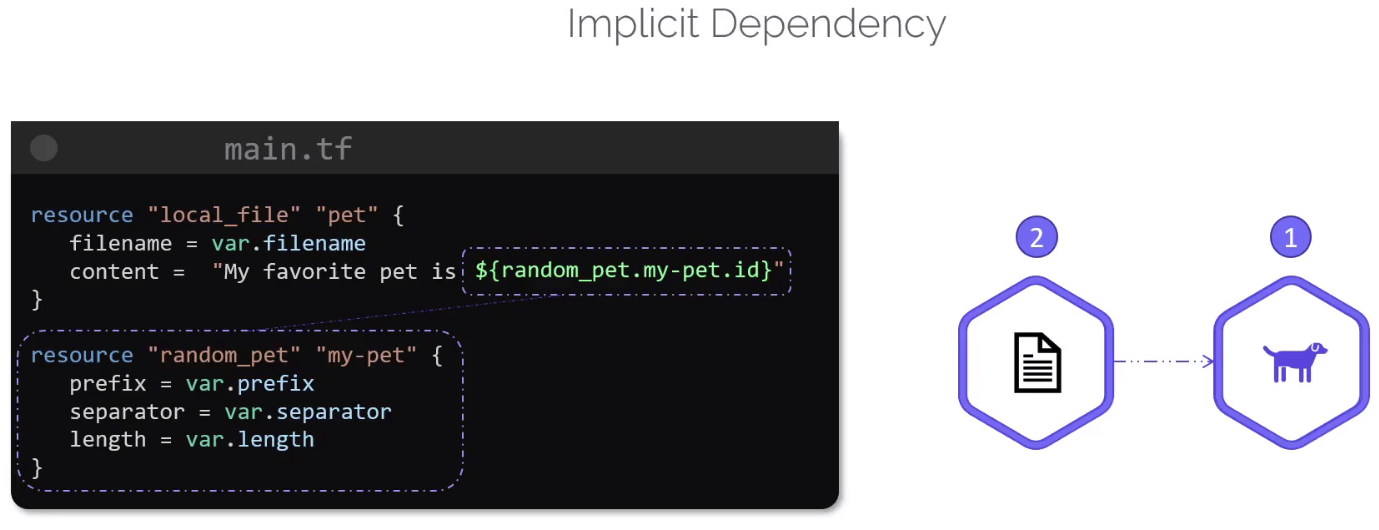 Implicit Dependency
main.tf
resource "local_file" "pet" {
filename = var.filename
content = "My favorite pet is ${random_pet.my-pet.id}"
}
resource "random_pet" "my-pet" {
prefix = var.prefix
separator = var.separator
length = var.length
}
2 1